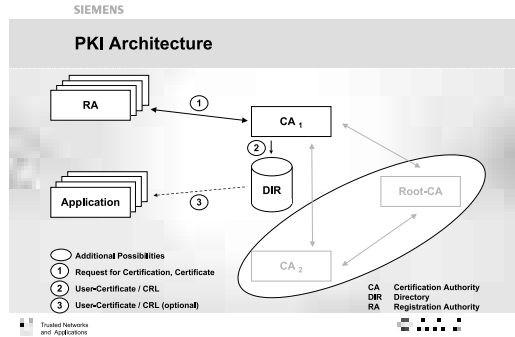 SIEMENS
PKI Architecture
RA
1
CA 1
2
DIR
Root-CA
Application
3
CA 2
Additional Possibilities
1 Request for Certification, Certificate
2 User-Certificate / CRL
3 User-Certificate / CRL (optional)
CA Certification Authority
DIR Directory
RA Registration Authority
Trusted Networks
and Applications